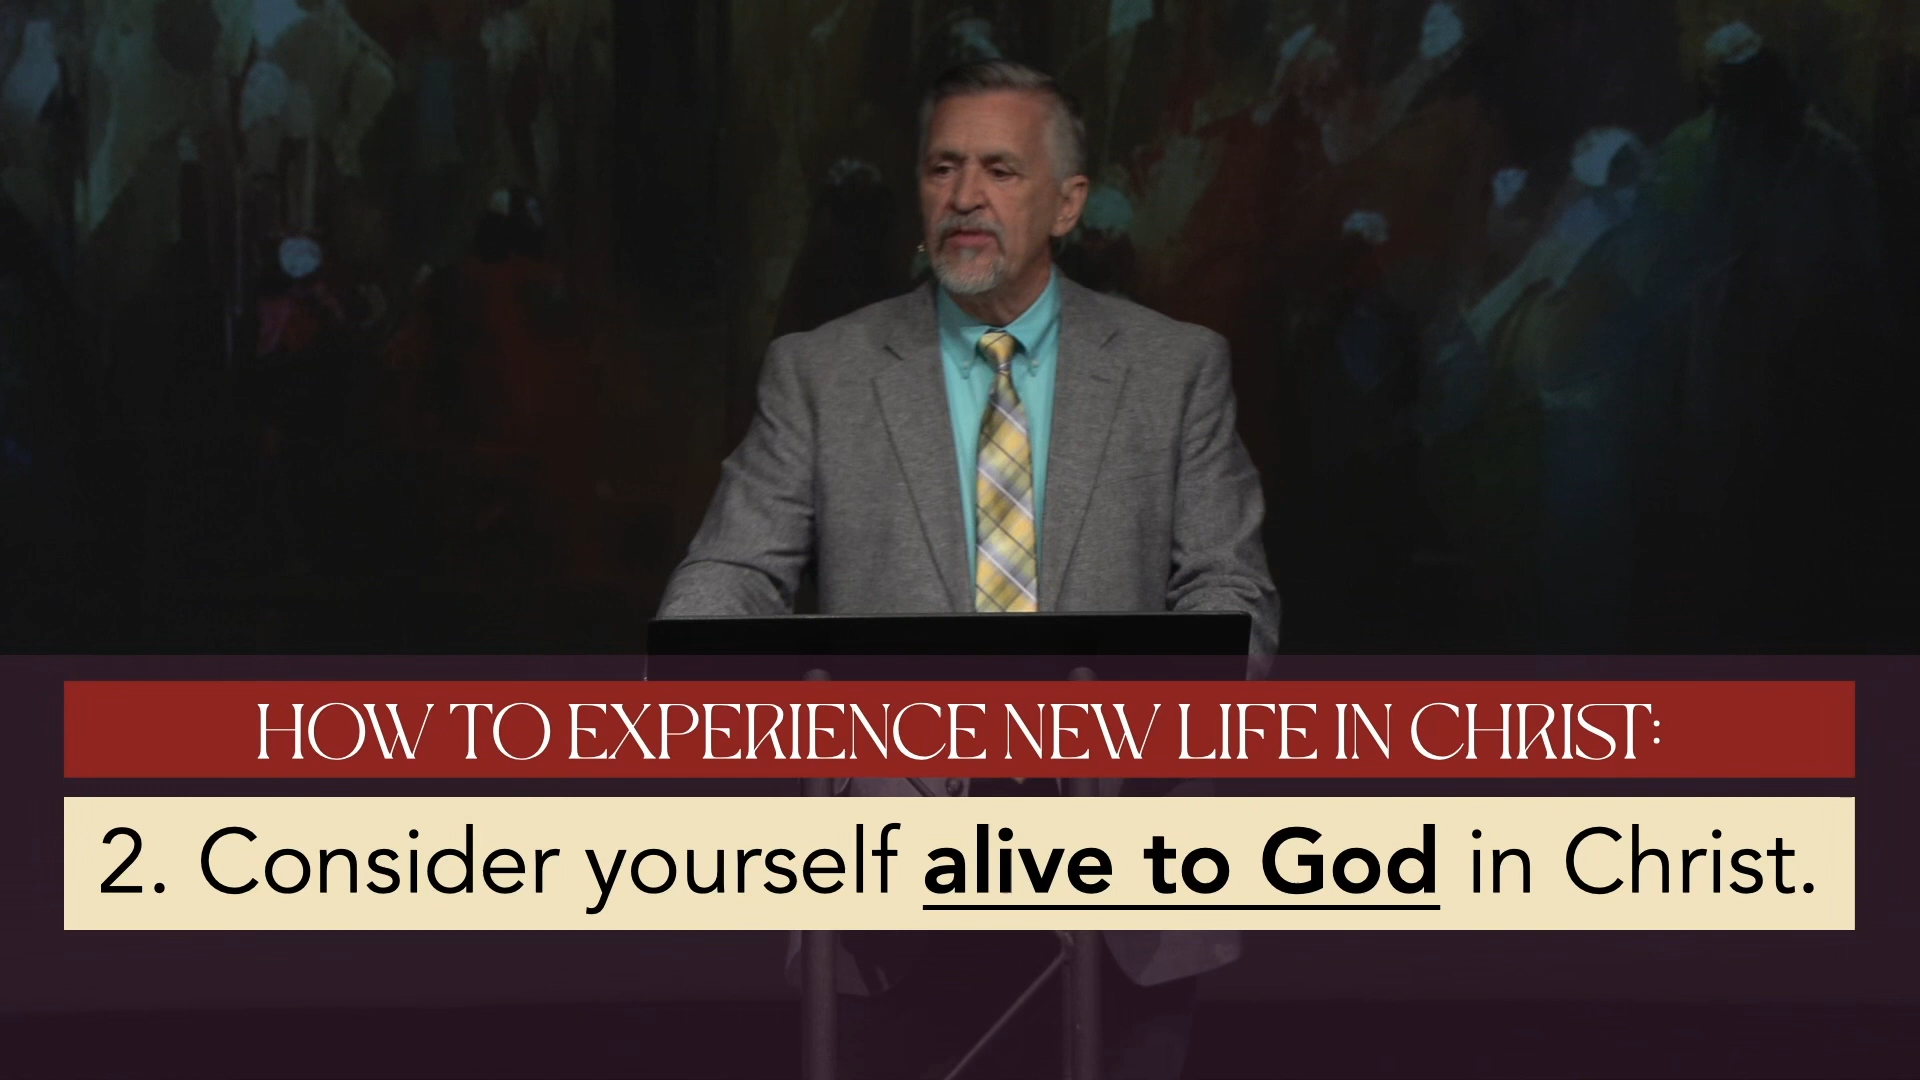 HOW TO EXPERIENCE NEW LIFE IN CHRIST:
2. Consider yourself alive to God in Christ.